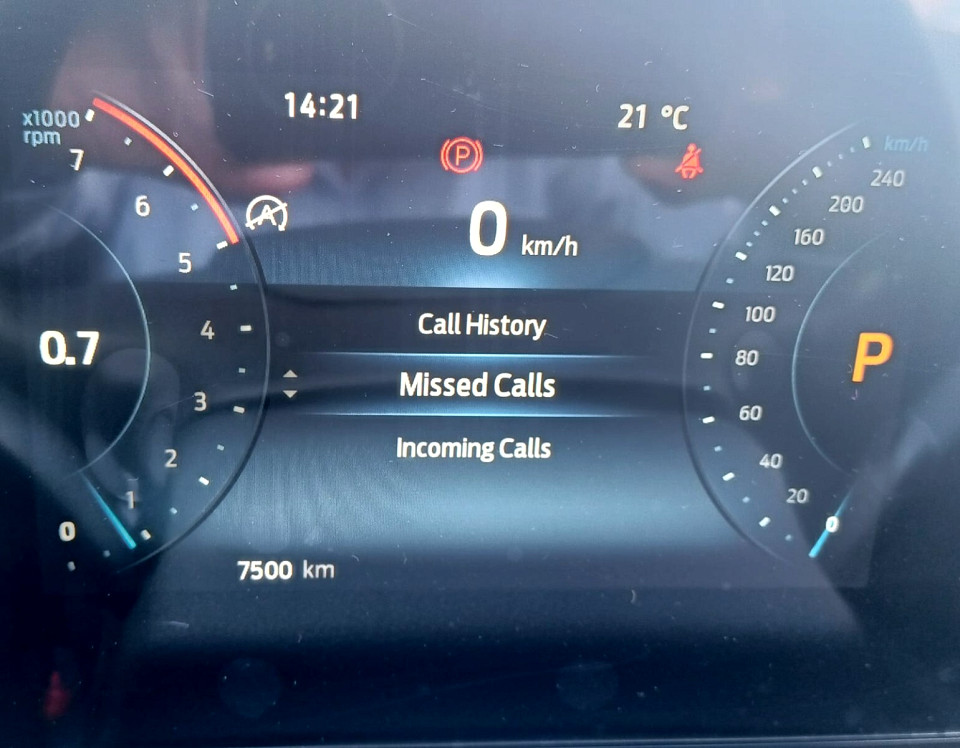 14:21
21 °C
x1000
rpm
km/h
P
A
7
6
5
4
3
2
1
0
0.7
0 km/h
Call History
Missed Calls
Incoming Calls
240
200
160
120
100
80
60
40
20
0
P
7500 km